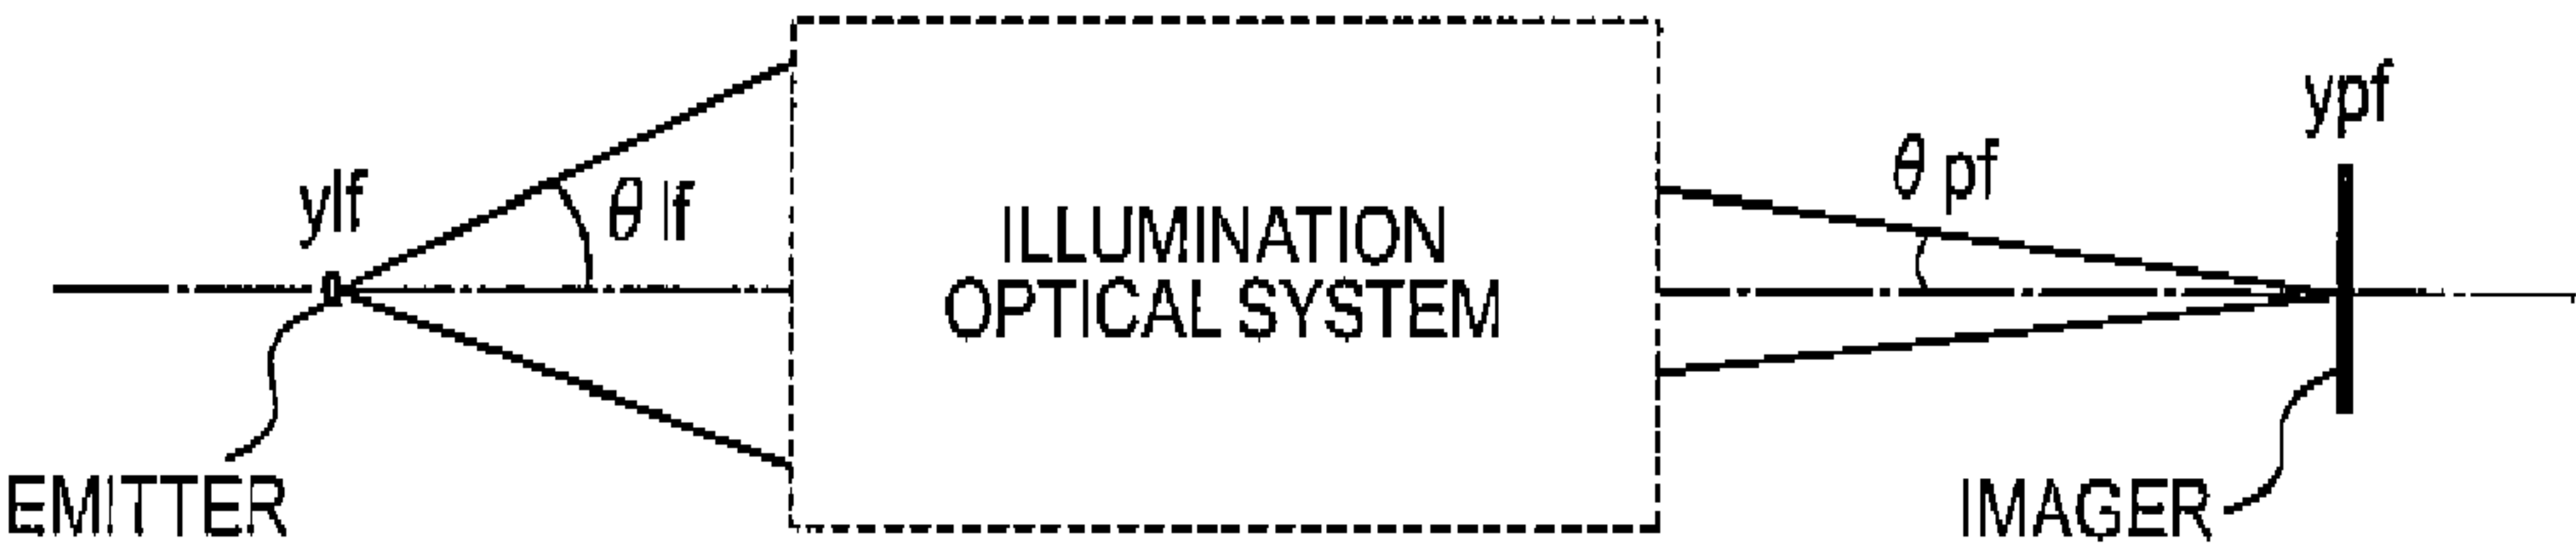 ylf
θ lf
ILLUMINATION
OPTICAL SYSTEM
θ pf
ypf
EMITTER
IMAGER